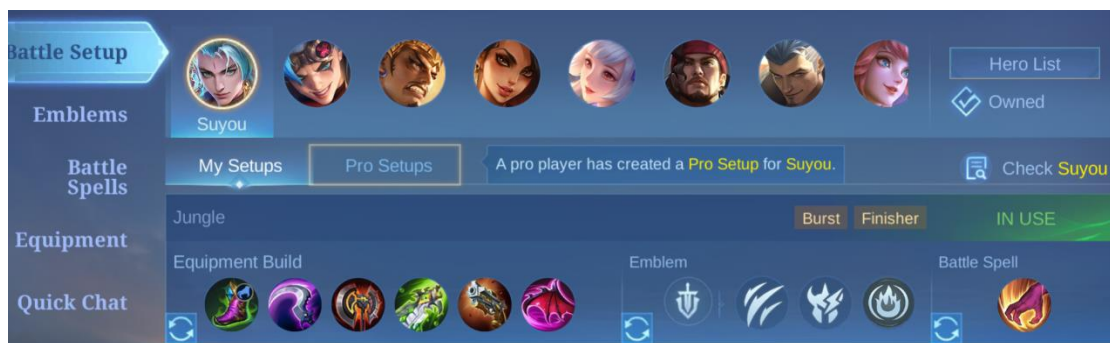 Battle Setup
Emblems
Battle
Spells
Equipment
Quick Chat
Suyou
Hero List
Owned
My Setups
Pro Setups
A pro player has created a Pro Setup for Suyou.
Check Suyou
Jungle
Burst
Finisher
IN USE
Equipment Build
Emblem
Battle Spell